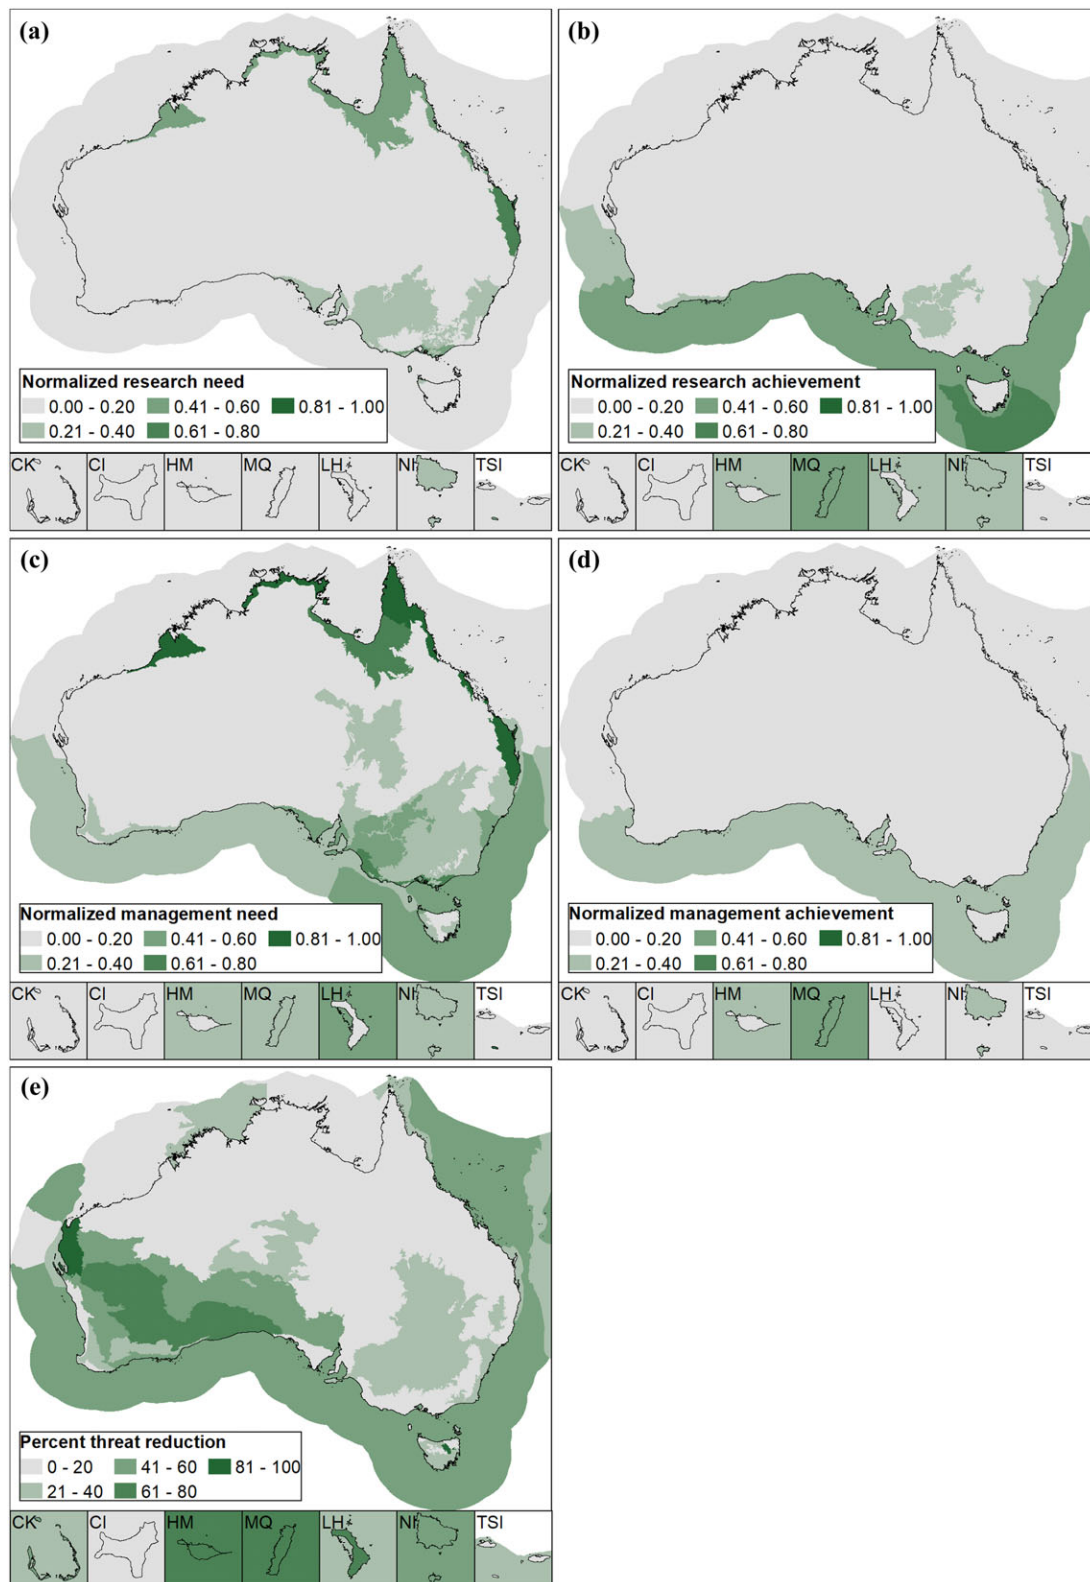 (a)
Normalized research need
0.00 - 0.20 0.41 - 0.60 0.81 - 1.00
0.21 - 0.40 0.61 - 0.80
CK CI HM MQ LH NI TSI
(b)
Normalized research achievement
0.00 - 0.20 0.41 - 0.60 0.81 - 1.00
0.21 - 0.40 0.61 - 0.80
CK CI HM MQ LH NI TSI
(c)
Normalized management need
0.00 - 0.20 0.41 - 0.60 0.81 - 1.00
0.21 - 0.40 0.61 - 0.80
CK CI HM MQ LH NI TSI
(d)
Normalized management achievement
0.00 - 0.20 0.41 - 0.60 0.81 - 1.00
0.21 - 0.40 0.61 - 0.80
CK CI HM MQ LH NI TSI
(e)
Percent threat reduction
0 - 20 41 - 60 81 - 100
21 - 40 61 - 80
CK CI HM MQ LH NI TSI